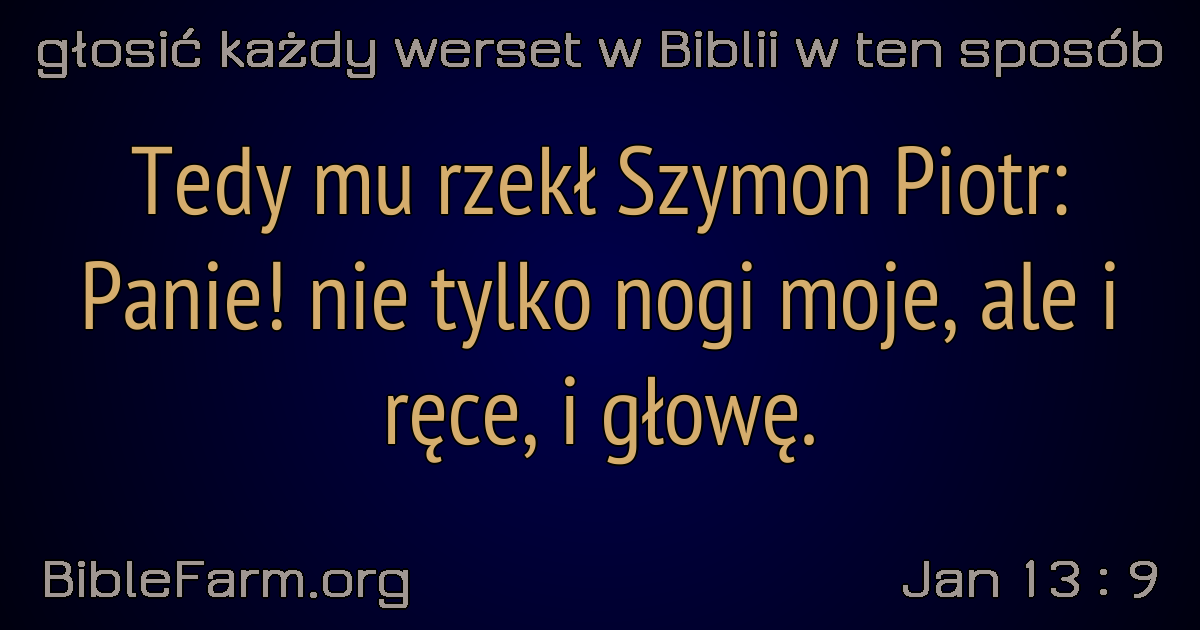 głosić każdy werset w Biblii w ten sposób
Tedy mu rzekł Szymon Piotr:
Panie! nie tylko nogi moje, ale i
ręce, i głowę.
BibleFarm.org
Jan 13 : 9